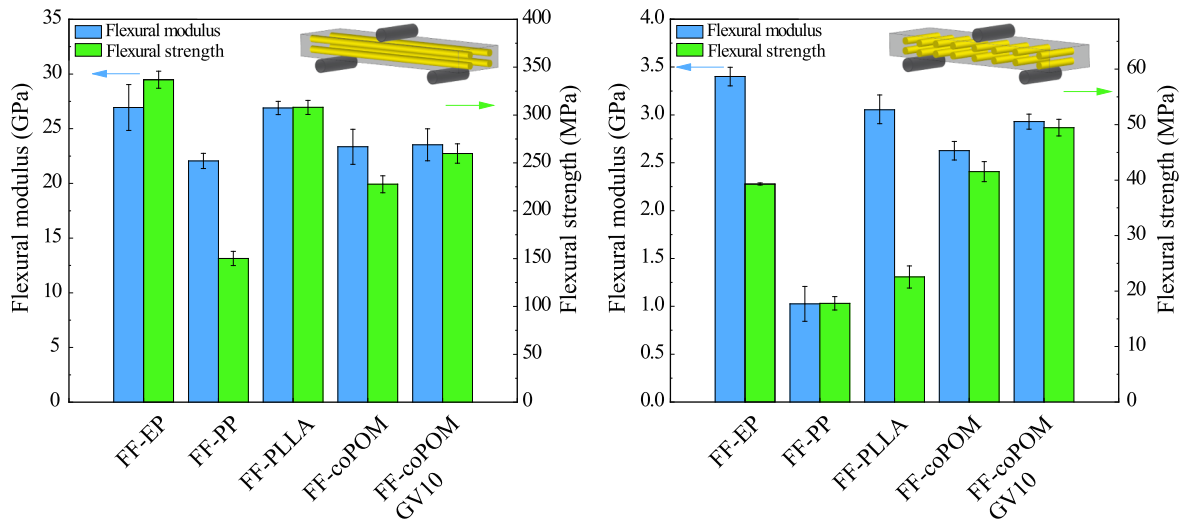 Flexural modulus (GPa)
35
30
25
20
15
10
5
0
Flexural modulus
Flexural strength
400
350
300
250
200
150
100
50
0
Flexural strength (MPa)
FF-EP
FF-PP
FF-PLLA
FF-coPOM
FF-coPOM
GV10
Flexural modulus (GPa)
4.0
3.5
3.0
2.5
2.0
1.5
1.0
0.5
0.0
Flexural modulus
Flexural strength
60
50
40
30
20
10
0
Flexural strength (MPa)
FF-EP
FF-PP
FF-PLLA
FF-coPOM
FF-coPOM
GV10